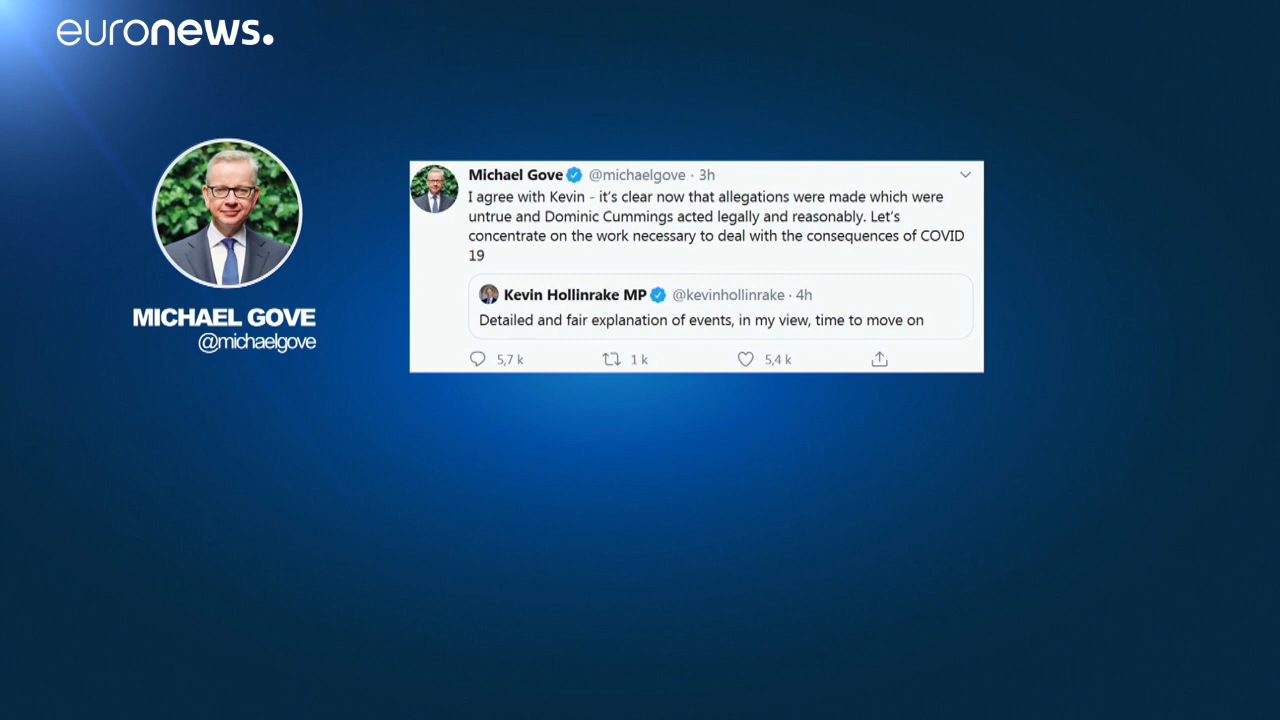 euronews.
MICHAEL GOVE
@michaelgove
Michael Gove @michaelgove · 3h
I agree with Kevin - it's clear now that allegations were made which were
untrue and Dominic Cummings acted legally and reasonably. Let's
concentrate on the work necessary to deal with the consequences of COVID
19
Kevin Hollinrake MP @kevinhollinrake · 4h
Detailed and fair explanation of events, in my view, time to move on
5,7 k 1 k 5,4 k